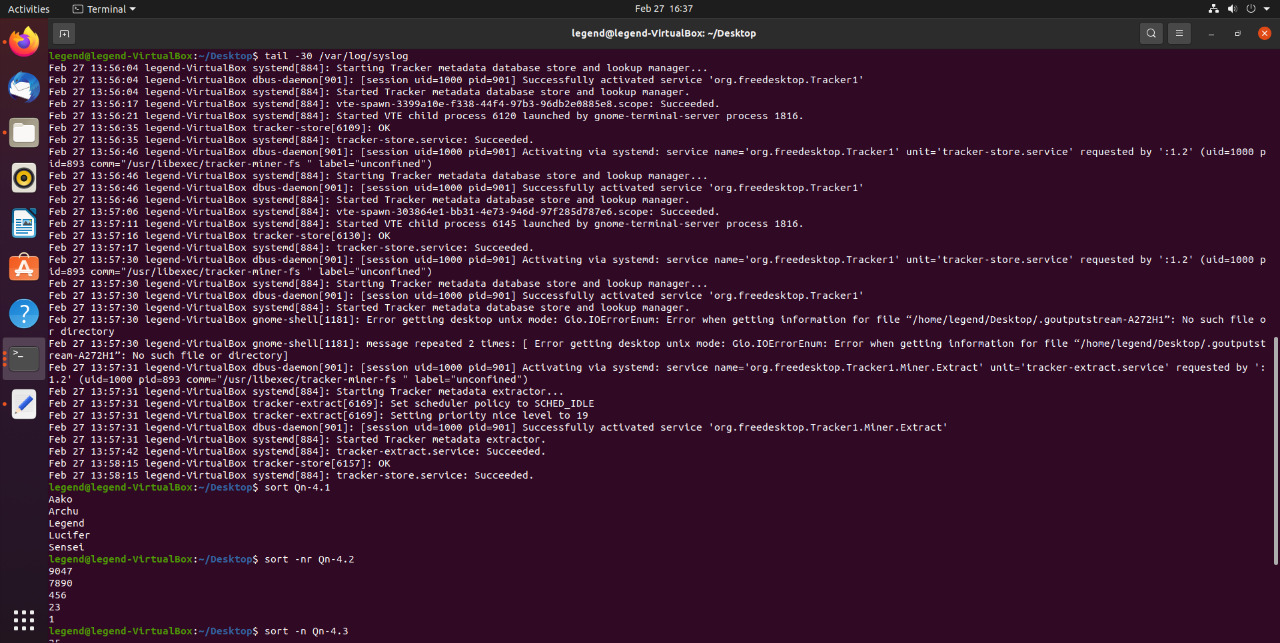 Activities
Terminal
Feb 27 16:37
legend@legend-VirtualBox: ~/Desktop
legend@legend-VirtualBox:~/Desktop$ tail -30 /var/log/syslog
Feb 27 13:56:04 legend-VirtualBox systemd[884]: Starting Tracker metadata database store and lookup manager...
Feb 27 13:56:04 legend-VirtualBox dbus-daemon[901]: [session uid=1000 pid=901] Successfully activated service 'org.freedesktop.Tracker1'
Feb 27 13:56:04 legend-VirtualBox systemd[884]: Started Tracker metadata database store and lookup manager.
Feb 27 13:56:17 legend-VirtualBox systemd[884]: vte-spawn-3399a10e-f338-44f4-97b3-96db2e0885e8.scope: Succeeded.
Feb 27 13:56:21 legend-VirtualBox systemd[884]: Started VTE child process 6120 launched by gnome-terminal-server process 1816.
Feb 27 13:56:35 legend-VirtualBox tracker-store[6109]: OK
Feb 27 13:56:35 legend-VirtualBox systemd[884]: tracker-store.service: Succeeded.
Feb 27 13:56:46 legend-VirtualBox dbus-daemon[901]: [session uid=1000 pid=901] Activating via systemd: service name='org.freedesktop.Tracker1' unit='tracker-store.service' requested by ':1.2' (uid=1000 p
id=893 comm="/usr/libexec/tracker-miner-fs " label="unconfined")
Feb 27 13:56:46 legend-VirtualBox systemd[884]: Starting Tracker metadata database store and lookup manager...
Feb 27 13:56:46 legend-VirtualBox dbus-daemon[901]: [session uid=1000 pid=901] Successfully activated service 'org.freedesktop.Tracker1'
Feb 27 13:56:46 legend-VirtualBox systemd[884]: Started Tracker metadata database store and lookup manager.
Feb 27 13:57:06 legend-VirtualBox systemd[884]: vte-spawn-303864e1-bb31-4e73-946d-97f285d787e6.scope: Succeeded.
Feb 27 13:57:11 legend-VirtualBox systemd[884]: Started VTE child process 6145 launched by gnome-terminal-server process 1816.
Feb 27 13:57:16 legend-VirtualBox tracker-store[6130]: OK
Feb 27 13:57:17 legend-VirtualBox systemd[884]: tracker-store.service: Succeeded.
Feb 27 13:57:30 legend-VirtualBox dbus-daemon[901]: [session uid=1000 pid=901] Activating via systemd: service name='org.freedesktop.Tracker1' unit='tracker-store.service' requested by ':1.2' (uid=1000 p
id=893 comm="/usr/libexec/tracker-miner-fs " label="unconfined")
Feb 27 13:57:30 legend-VirtualBox systemd[884]: Starting Tracker metadata database store and lookup manager...
Feb 27 13:57:30 legend-VirtualBox dbus-daemon[901]: [session uid=1000 pid=901] Successfully activated service 'org.freedesktop.Tracker1'
Feb 27 13:57:30 legend-VirtualBox systemd[884]: Started Tracker metadata database store and lookup manager.
Feb 27 13:57:30 legend-VirtualBox gnome-shell[1181]: Error getting desktop unix mode: Gio.IOErrorEnum: Error when getting information for file “/home/legend/Desktop/.goutputstream-A272H1”: No such file o
r directory
Feb 27 13:57:30 legend-VirtualBox gnome-shell[1181]: message repeated 2 times: [ Error getting desktop unix mode: Gio.IOErrorEnum: Error when getting information for file “/home/legend/Desktop/.goutputst
ream-A272H1”: No such file or directory]
Feb 27 13:57:31 legend-VirtualBox dbus-daemon[901]: [session uid=1000 pid=901] Activating via systemd: service name='org.freedesktop.Tracker1.Miner.Extract' unit='tracker-extract.service' requested by ':
1.2' (uid=1000 pid=893 comm="/usr/libexec/tracker-miner-fs " label="unconfined")
Feb 27 13:57:31 legend-VirtualBox systemd[884]: Starting Tracker metadata extractor...
Feb 27 13:57:31 legend-VirtualBox tracker-extract[6169]: Set scheduler policy to SCHED_IDLE
Feb 27 13:57:31 legend-VirtualBox tracker-extract[6169]: Setting priority nice level to 19
Feb 27 13:57:31 legend-VirtualBox dbus-daemon[901]: [session uid=1000 pid=901] Successfully activated service 'org.freedesktop.Tracker1.Miner.Extract'
Feb 27 13:57:31 legend-VirtualBox systemd[884]: Started Tracker metadata extractor.
Feb 27 13:57:42 legend-VirtualBox systemd[884]: tracker-extract.service: Succeeded.
Feb 27 13:58:15 legend-VirtualBox tracker-store[6157]: OK
Feb 27 13:58:15 legend-VirtualBox systemd[884]: tracker-store.service: Succeeded.
legend@legend-VirtualBox:~/Desktop$ sort Qn-4.1
Aako
Archu
Legend
Lucifer
Sensei
legend@legend-VirtualBox:~/Desktop$ sort -nr Qn-4.2
9047
7890
456
23
1
legend@legend-VirtualBox:~/Desktop$ sort -n Qn-4.3